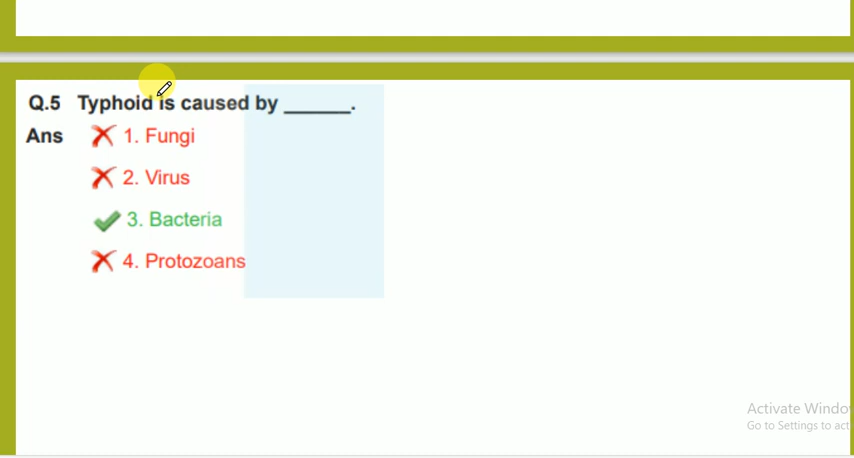 Q.5 Typhoid is caused by ______.
Ans 1. Fungi
2. Virus
3. Bacteria
4. Protozoans
Activate Windo
Go to Settings to act